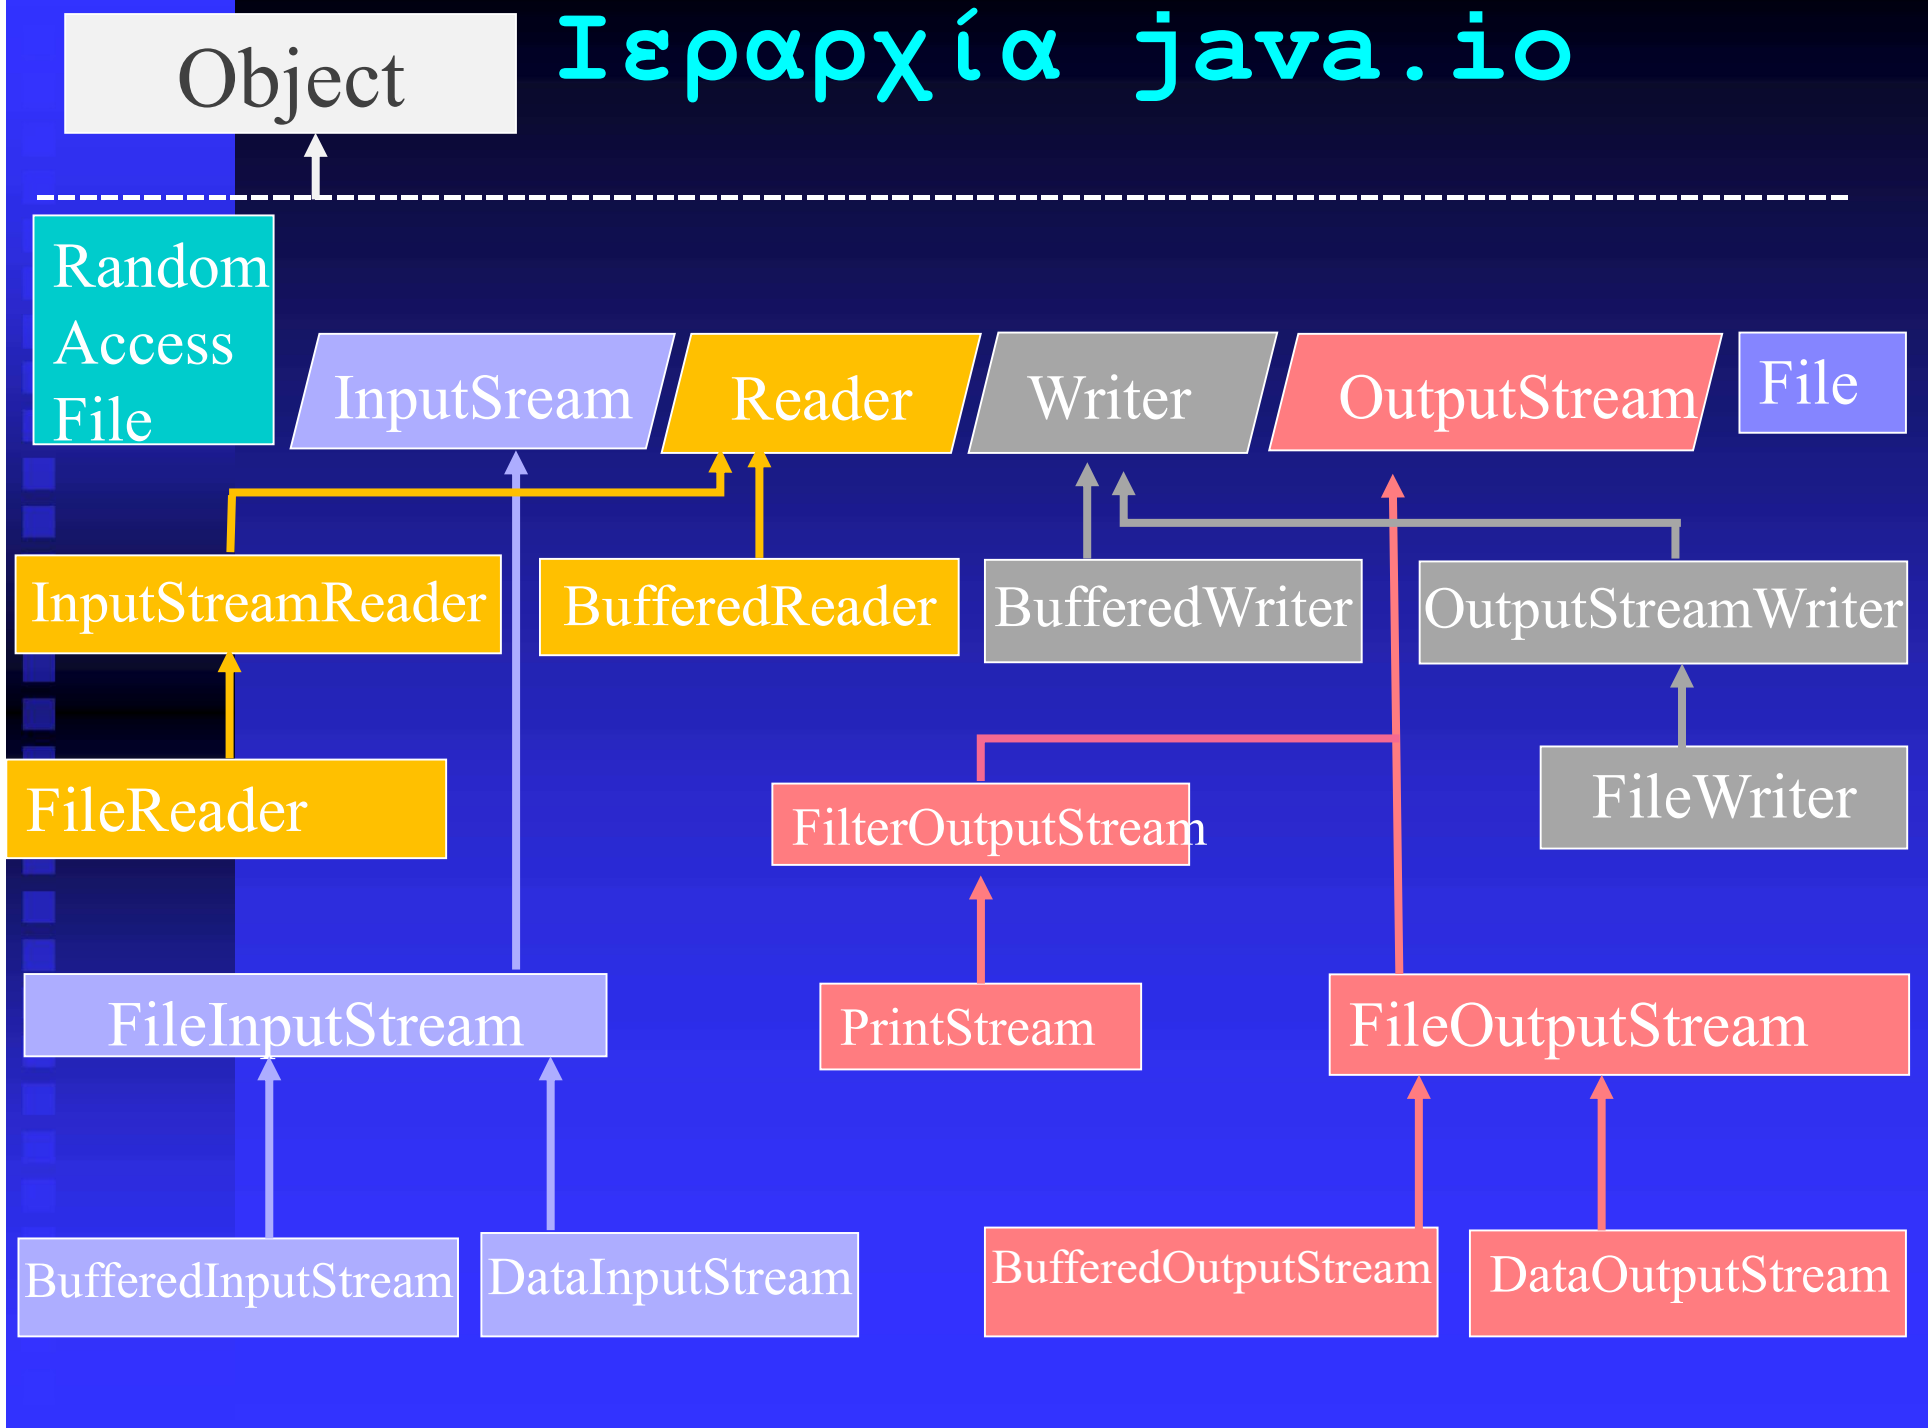 Object
Ιεραρχία java.io
Random
Access
File
InputSream
Reader
Writer
OutputStream
File
InputStreamReader
BufferedReader
BufferedWriter
OutputStreamWriter
FileReader
FilterOutputStream
FileWriter
FileInputStream
PrintStream
FileOutputStream
BufferedInputStream
DataInputStream
BufferedOutputStream
DataOutputStream